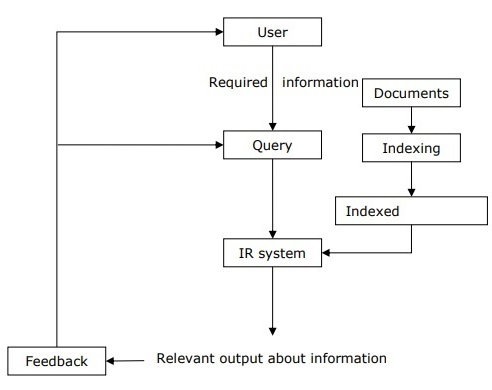 User
Required information
Documents
Query
Indexing
Indexed
IR system
Relevant output about information
Feedback